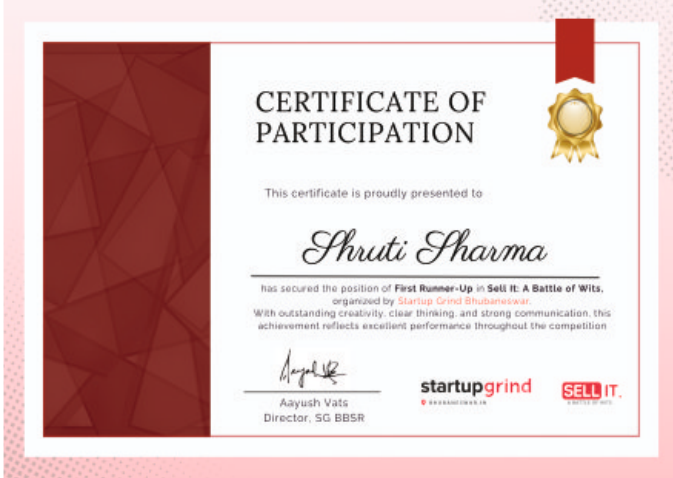 CERTIFICATE OF
PARTICIPATION
This certificate is proudly presented to
Shruti Sharma
has secured the position of First Runner-Up in Sell It: A Battle of Wits,
organized by Startup Grind Bhubaneswar.
With outstanding creativity, clear thinking, and strong communication, this
achievement reflects excellent performance throughout the competition
Aayush Vats
Director, SG BBSR
startupgrind
BHUBANESWAR, IN
SELL IT.
A BATTLE OF WITS